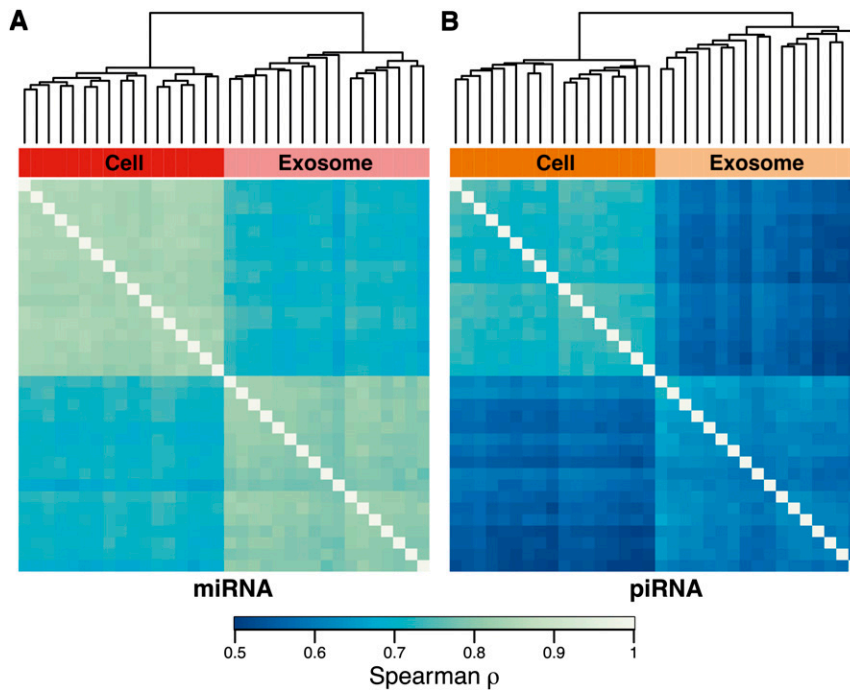 A
B
Cell Exosome
Cell Exosome
miRNA
piRNA
0.5 0.6 0.7 0.8 0.9 1
Spearman ρ